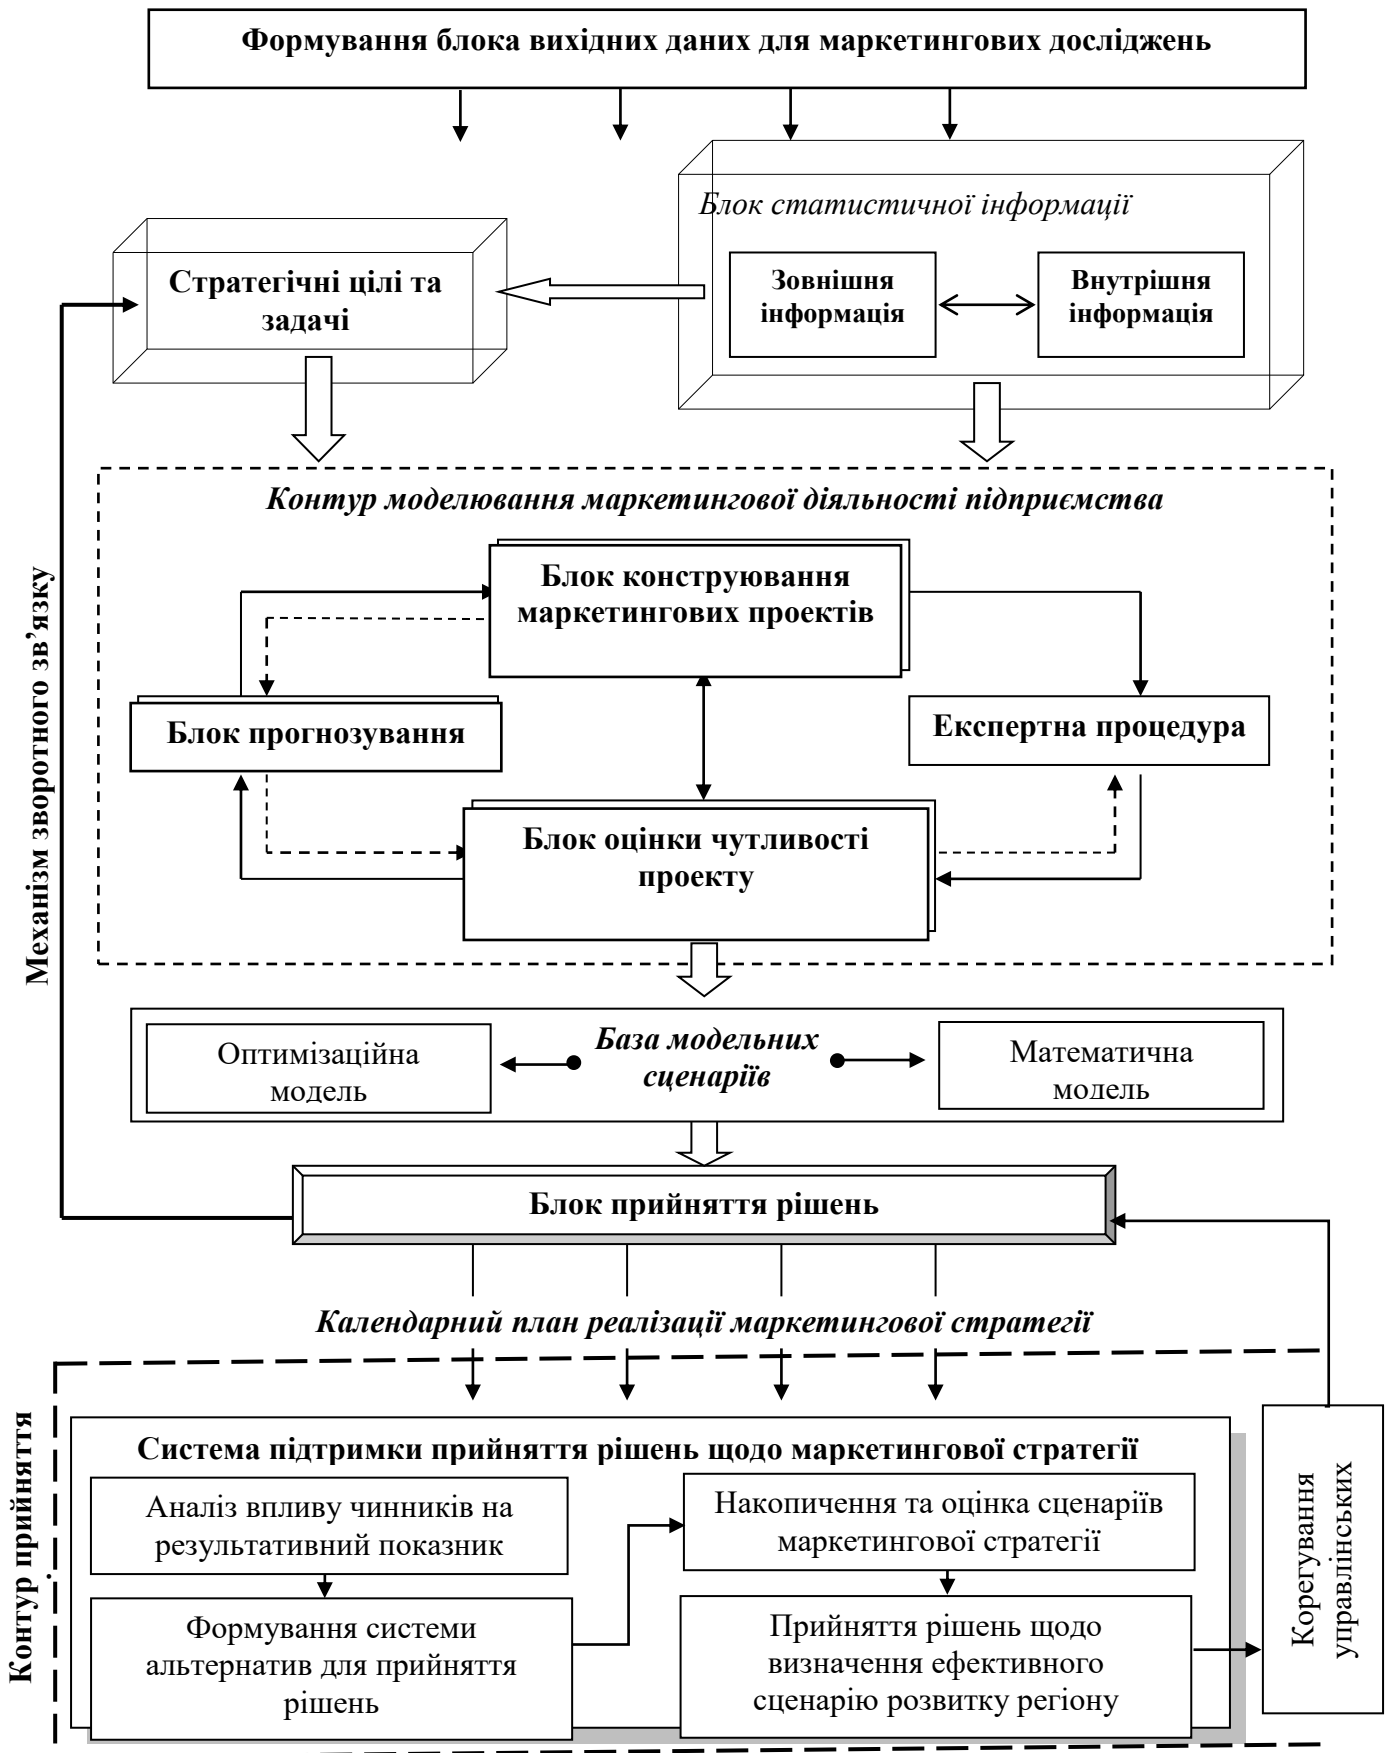 Формування блока вихідних даних для маркетингових досліджень
Блок статистичної інформації
Стратегічні цілі та
задачі
Зовнішня
інформація
Внутрішня
інформація
Контур моделювання маркетингової діяльності підприємства
Блок конструювання
маркетингових проектів
Блок прогнозування
Експертна процедура
Блок оцінки чутливості
проекту
Механізм зворотного зв’язку
Оптимізаційна
модель
База модельних
сценаріїв
Математична
модель
Блок прийняття рішень
Календарний план реалізації маркетингової стратегії
Контур прийняття
Система підтримки прийняття рішень щодо маркетингової стратегії
Аналіз впливу чинників на
результативний показник
Накопичення та оцінка сценаріїв
маркетингової стратегії
Формування системи
альтернатив для прийняття
рішень
Прийняття рішень щодо
визначення ефективного
сценарію розвитку регіону
Корегування
управлінських